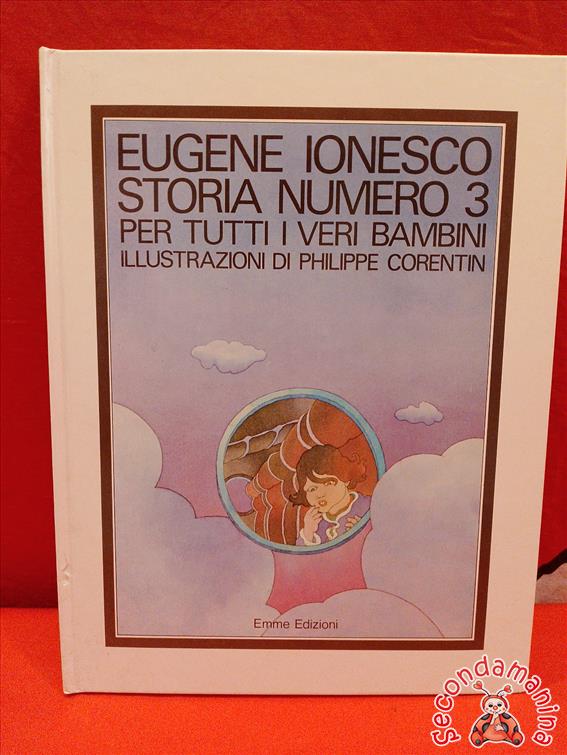 EUGENE IONESCO
STORIA NUMERO 3
PER TUTTI I VERI BAMBINI
ILLUSTRAZIONI DI PHILIPPE CORENTIN
Emme Edizioni
secondamanina